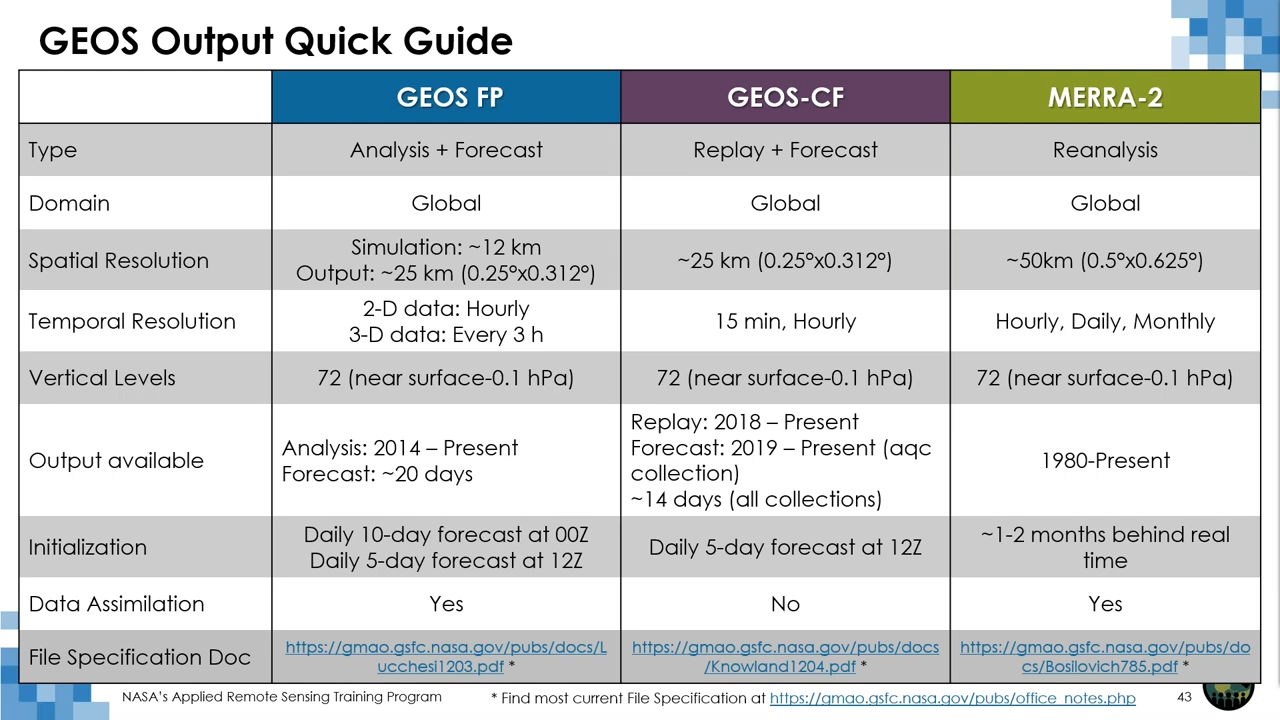 GEOS Output Quick Guide
GEOS FP
GEOS-CF
MERRA-2
Type
Analysis + Forecast
Replay + Forecast
Reanalysis
Domain
Global
Global
Global
Spatial Resolution
Simulation: ~12 km
Output: ~25 km (0.25°x0.312°)
~25 km (0.25°x0.312°)
~50km (0.5°x0.625°)
Temporal Resolution
2-D data: Hourly
3-D data: Every 3 h
15 min, Hourly
Hourly, Daily, Monthly
Vertical Levels
72 (near surface-0.1 hPa)
72 (near surface-0.1 hPa)
72 (near surface-0.1 hPa)
Output available
Analysis: 2014 – Present
Forecast: ~20 days
Replay: 2018 – Present
Forecast: 2019 – Present (aqc
collection)
~14 days (all collections)
1980-Present
Initialization
Daily 10-day forecast at 00Z
Daily 5-day forecast at 12Z
Daily 5-day forecast at 12Z
~1-2 months behind real
time
Data Assimilation
Yes
No
Yes
File Specification Doc
https://gmao.gsfc.nasa.gov/pubs/docs/L
ucchesi1203.pdf *
https://gmao.gsfc.nasa.gov/pubs/docs
/Knowland1204.pdf *
https://gmao.gsfc.nasa.gov/pubs/do
cs/Bosilovich785.pdf *
NASA's Applied Remote Sensing Training Program
* Find most current File Specification at https://gmao.gsfc.nasa.gov/pubs/office_notes.php
43